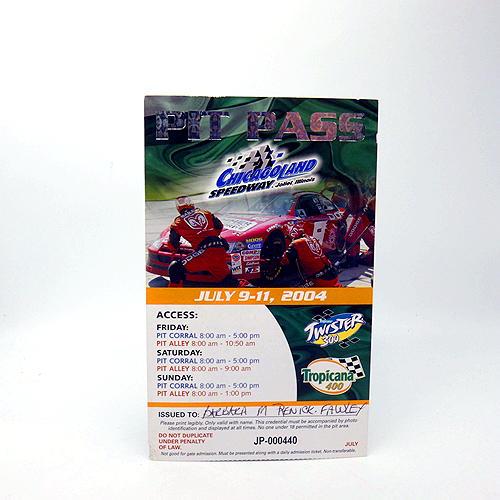 PIT PASS
CHICAGOLAND
SPEEDWAY Joliet, Illinois
DODGE
JULY 9-11, 2004
ACCESS:
FRIDAY:
PIT CORRAL 8:00 am - 5:00 pm
PIT ALLEY 8:00 am - 10:50 am
SATURDAY:
PIT CORRAL 8:00 am - 5:00 pm
PIT ALLEY 8:00 am - 9:00 am
SUNDAY:
PIT CORRAL 8:00 am - 5:00 pm
PIT ALLEY 8:00 am - 1:00 pm
TWISTER
300
Tropicana
400
ISSUED TO: BARBARA M RENICK-FAWLEY
Please print legibly. Only valid with name. This credential must be accompanied by photo
identification and displayed at all times. No one under 18 permitted in the pit area.
DO NOT DUPLICATE
UNDER PENALTY
OF LAW.
JP-000440
JULY
Not good for gate admission. Must be presented along with a daily admission ticket. Non-transferable.